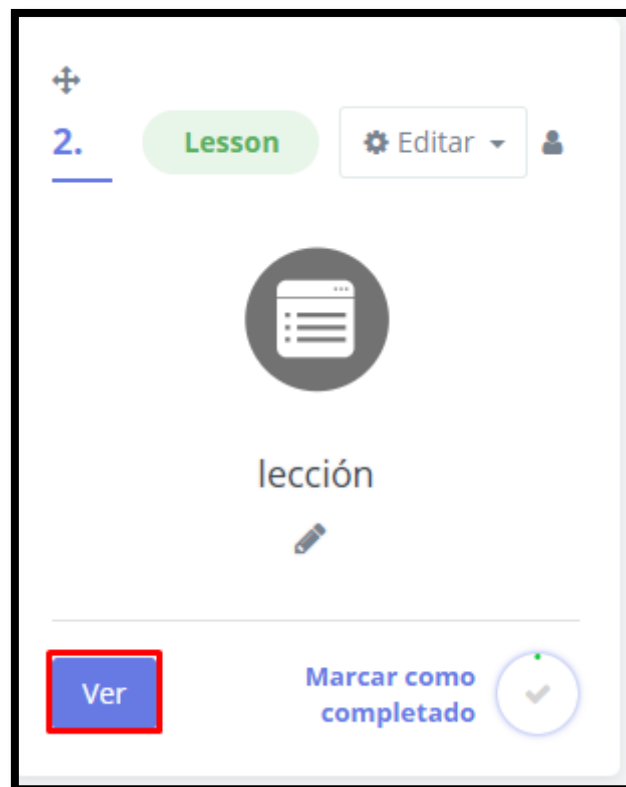 2. Lesson Editar
lección
Ver
Marcar como
completado